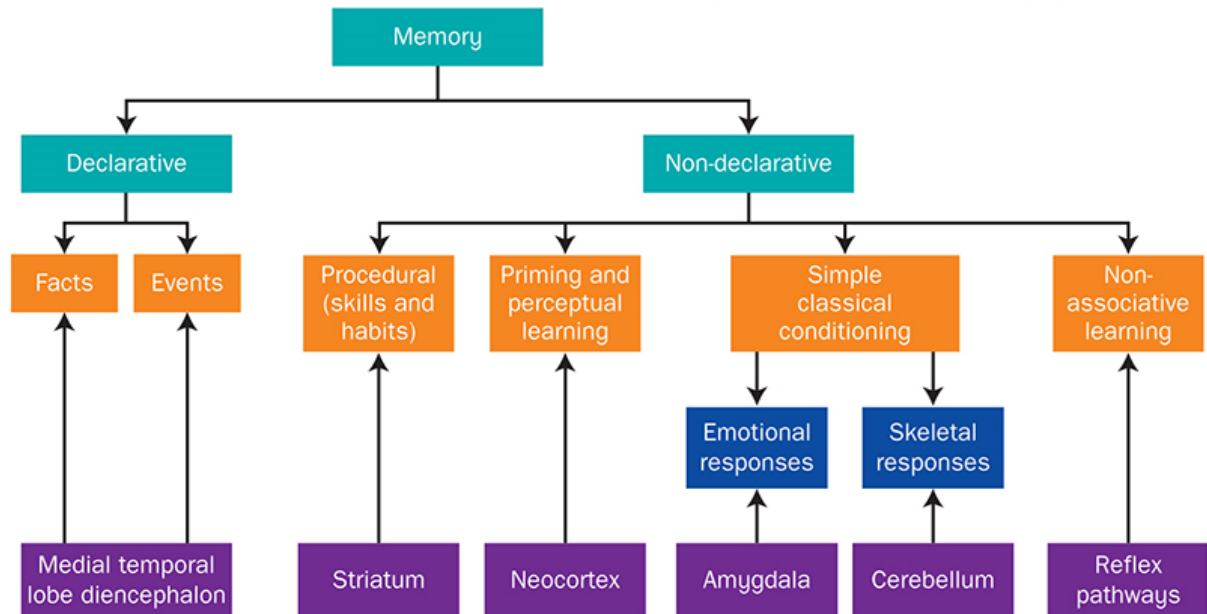 Memory
Declarative
Non-declarative
Facts
Events
Procedural
(skills and
habits)
Priming and
perceptual
learning
Simple
classical
conditioning
Non-
associative
learning
Emotional
responses
Skeletal
responses
Medial temporal
lobe diencephalon
Striatum
Neocortex
Amygdala
Cerebellum
Reflex
pathways